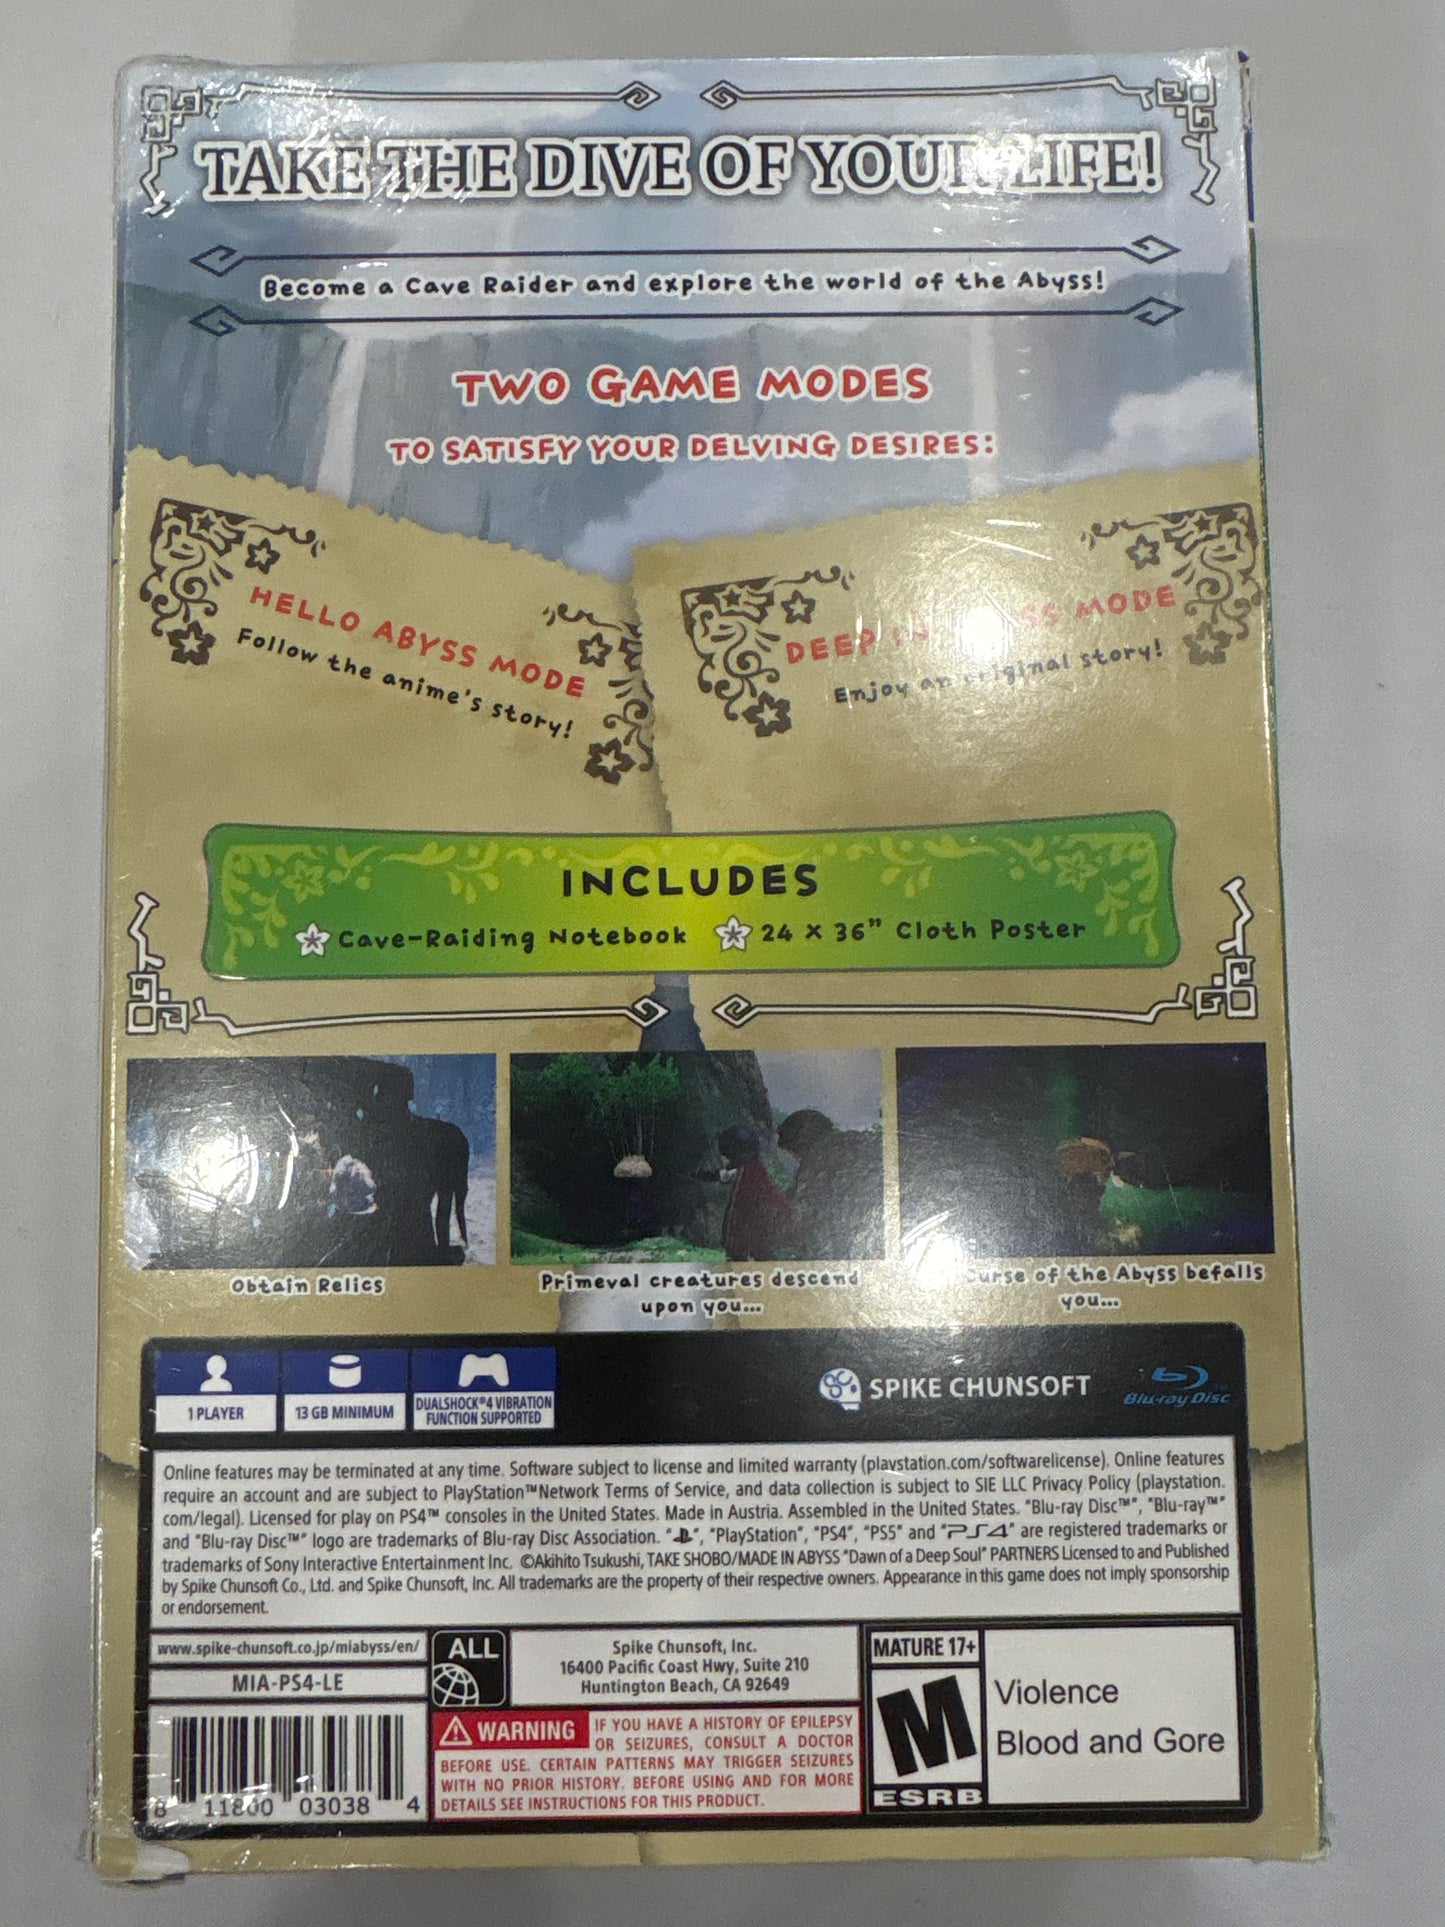 TAKE THE DIVE OF YOUR LIFE!
Become a Cave Raider and explore the world of the Abyss!
TWO GAME MODES
TO SATISFY YOUR DELVING DESIRES:
HELLO ABYSS MODE
Follow the anime's story!
DEEP IN ABYSS MODE
Enjoy an original story!
INCLUDES
Cave-Raiding Notebook 24 X 36" Cloth Poster
Obtain Relics
Primeval creatures descend
upon you...
Curse of the Abyss befalls
you...
1 PLAYER
13 GB MINIMUM
DUALSHOCK®4 VIBRATION
FUNCTION SUPPORTED
SPIKE CHUNSOFT
Blu-ray Disc
Online features may be terminated at any time. Software subject to license and limited warranty (playstation.com/softwarelicense). Online features
require an account and are subject to PlayStation™Network Terms of Service, and data collection is subject to SIE LLC Privacy Policy (playstation.
com/legal). Licensed for play on PS4™ consoles in the United States. Made in Austria. Assembled in the United States. "Blu-ray Disc™", "Blu-ray™"
and "Blu-ray Disc™" logo are trademarks of Blu-ray Disc Association. "PS", "PlayStation", "PS4", "PS5" and "PS4" are registered trademarks or
trademarks of Sony Interactive Entertainment Inc. ©Akihito Tsukushi, TAKE SHOBO/MADE IN ABYSS "Dawn of a Deep Soul" PARTNERS Licensed to and Published
by Spike Chunsoft Co., Ltd. and Spike Chunsoft, Inc. All trademarks are the property of their respective owners. Appearance in this game does not imply sponsorship
or endorsement.
www.spike-chunsoft.co.jp/miabyss/en/
MIA-PS4-LE
8 11800 03038 4
ALL
Spike Chunsoft, Inc.
16400 Pacific Coast Hwy, Suite 210
Huntington Beach, CA 92649
WARNING IF YOU HAVE A HISTORY OF EPILEPSY
OR SEIZURES, CONSULT A DOCTOR
BEFORE USE. CERTAIN PATTERNS MAY TRIGGER SEIZURES
WITH NO PRIOR HISTORY. BEFORE USING AND FOR MORE
DETAILS SEE INSTRUCTIONS FOR THIS PRODUCT.
MATURE 17+
M
ESRB
Violence
Blood and Gore